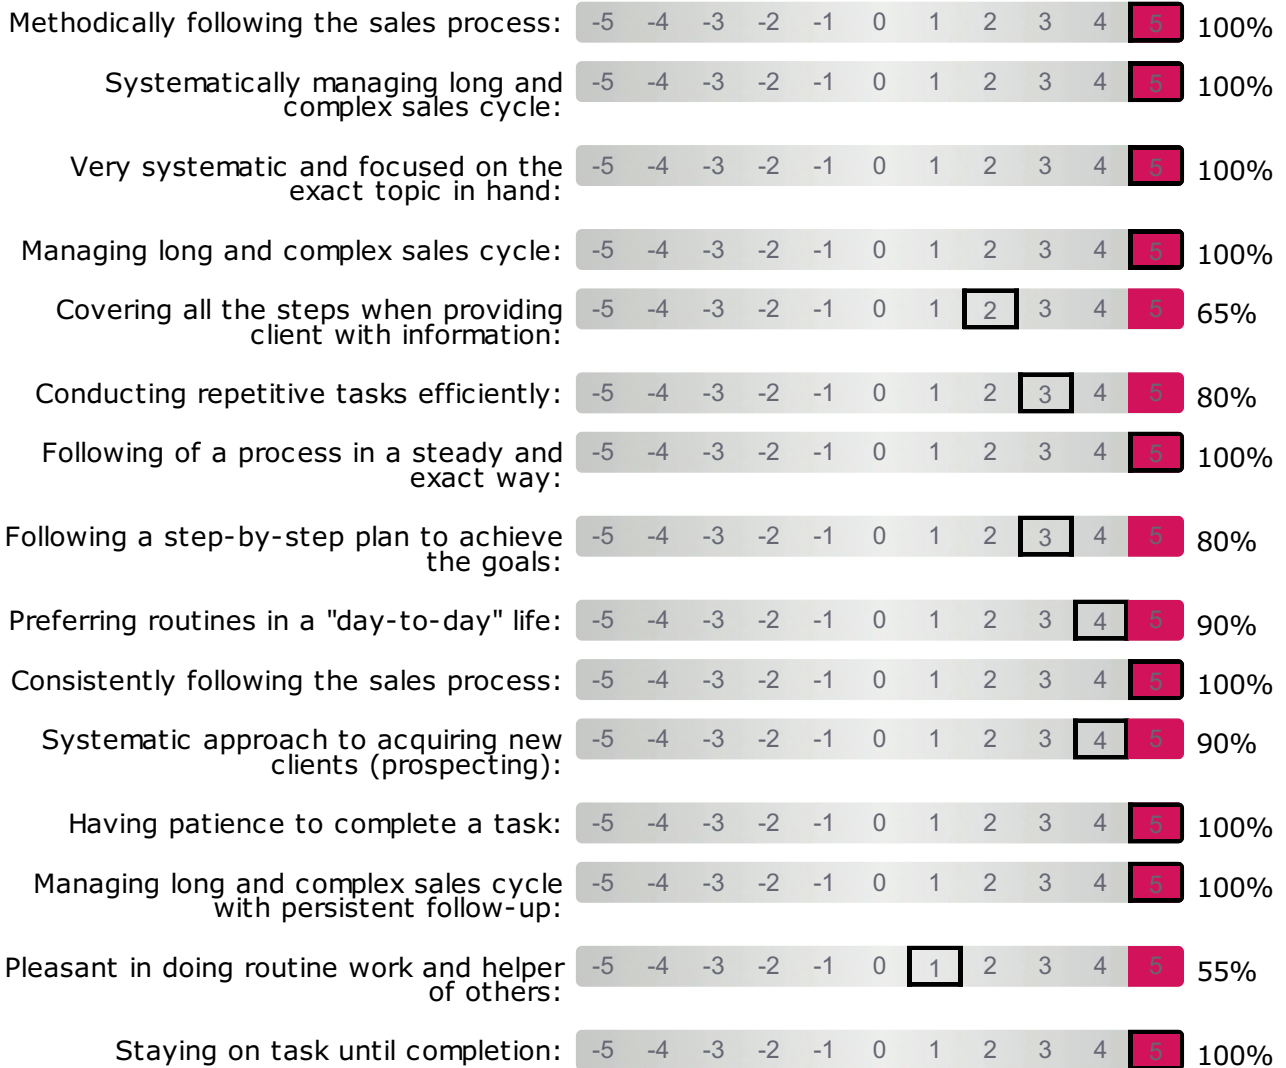 Methodically following the sales process: -5 -4 -3 -2 -1 0 1 2 3 4 5 100%
Systematically managing long and
complex sales cycle: -5 -4 -3 -2 -1 0 1 2 3 4 5 100%
Very systematic and focused on the
exact topic in hand: -5 -4 -3 -2 -1 0 1 2 3 4 5 100%
Managing long and complex sales cycle: -5 -4 -3 -2 -1 0 1 2 3 4 5 100%
Covering all the steps when providing
client with information: -5 -4 -3 -2 -1 0 1 2 3 4 5 65%
Conducting repetitive tasks efficiently: -5 -4 -3 -2 -1 0 1 2 3 4 5 80%
Following of a process in a steady and
exact way: -5 -4 -3 -2 -1 0 1 2 3 4 5 100%
Following a step-by-step plan to achieve
the goals: -5 -4 -3 -2 -1 0 1 2 3 4 5 80%
Preferring routines in a "day-to-day" life: -5 -4 -3 -2 -1 0 1 2 3 4 5 90%
Consistently following the sales process: -5 -4 -3 -2 -1 0 1 2 3 4 5 100%
Systematic approach to acquiring new
clients (prospecting): -5 -4 -3 -2 -1 0 1 2 3 4 5 90%
Having patience to complete a task: -5 -4 -3 -2 -1 0 1 2 3 4 5 100%
Managing long and complex sales cycle
with persistent follow-up: -5 -4 -3 -2 -1 0 1 2 3 4 5 100%
Pleasant in doing routine work and helper
of others: -5 -4 -3 -2 -1 0 1 2 3 4 5 55%
Staying on task until completion: -5 -4 -3 -2 -1 0 1 2 3 4 5 100%